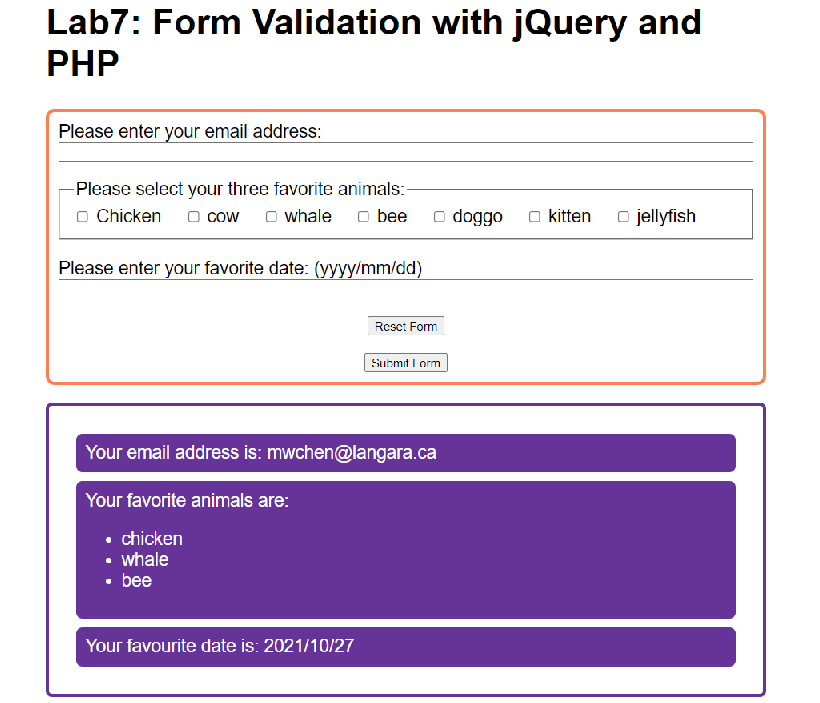 Lab7: Form Validation with jQuery and
PHP
Please enter your email address:
Please select your three favorite animals:
Chicken cow whale bee doggo kitten jellyfish
Please enter your favorite date: (yyyy/mm/dd)
Reset Form
Submit Form
Your email address is: mwchen@langara.ca
Your favorite animals are:
• chicken
• whale
• bee
Your favourite date is: 2021/10/27